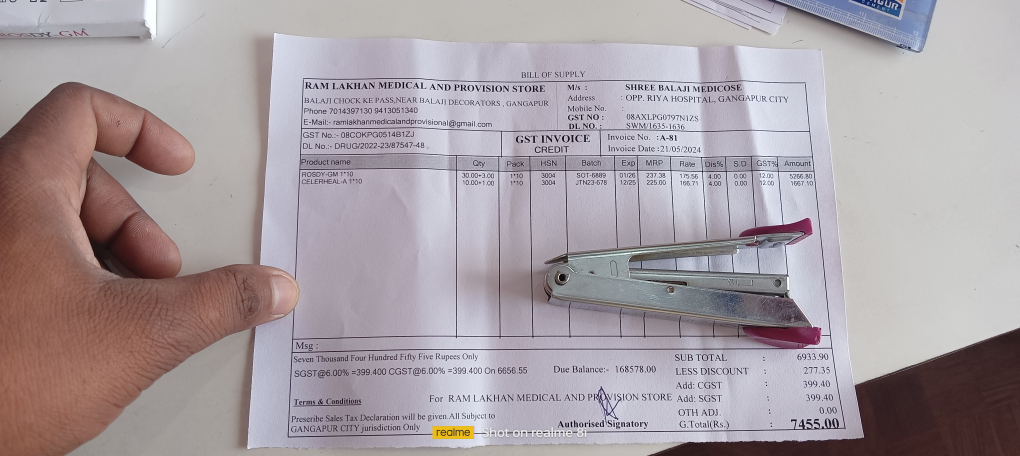 ROSDY-GM
BILL OF SUPPLY
RAM LAKHAN MEDICAL AND PROVISION STORE
BALAJI CHOCK KE PASS,NEAR BALAJI DECORATORS , GANGAPUR
Phone 7014397130 9413051340
E-Mail:- ramlakhanmedicalandprovisional@gmail.com
GST No:- 08COKPG0514B1ZJ
DL No:- DRUG/2022-23/87547-48 .
M/s : SHREE BALAJI MEDICOSE
Address : OPP. RIYA HOSPITAL, GANGAPUR CITY
Mobile No. :
GST NO : 08AXLPG0797N1ZS
DL NO. : SWM/1635-1636
GST INVOICE
CREDIT
Invoice No. : A-81
Invoice Date : 21/05/2024
Product name Qty Pack HSN Batch Exp MRP Rate Dis% S.D. GST% Amount
ROSDY-GM 1*10 30.00+3.00 1*10 3004 SOT-6889 01/26 237.38 175.56 4.00 0.00 12.00 5266.80
CELERHEAL-A 1*10 10.00+1.00 1*10 3004 JTN23-678 12/25 225.00 166.71 4.00 0.00 12.00 1667.10
Msg :
Seven Thousand Four Hundred Fifty Five Rupees Only
SGST@6.00% =399.400 CGST@6.00% =399.400 On 6656.55
Due Balance:- 168578.00
SUB TOTAL : 6933.90
LESS DISCOUNT : 277.35
Add: CGST : 399.40
Add: SGST : 399.40
OTH ADJ. : 0.00
G.Total(Rs.) : 7455.00
For RAM LAKHAN MEDICAL AND PROVISION STORE
Terms & Conditions
Prescribe Sales Tax Declaration will be given.All Subject to
GANGAPUR CITY jurisdiction Only
Authorised Signatory
realme Shot on realme 8i